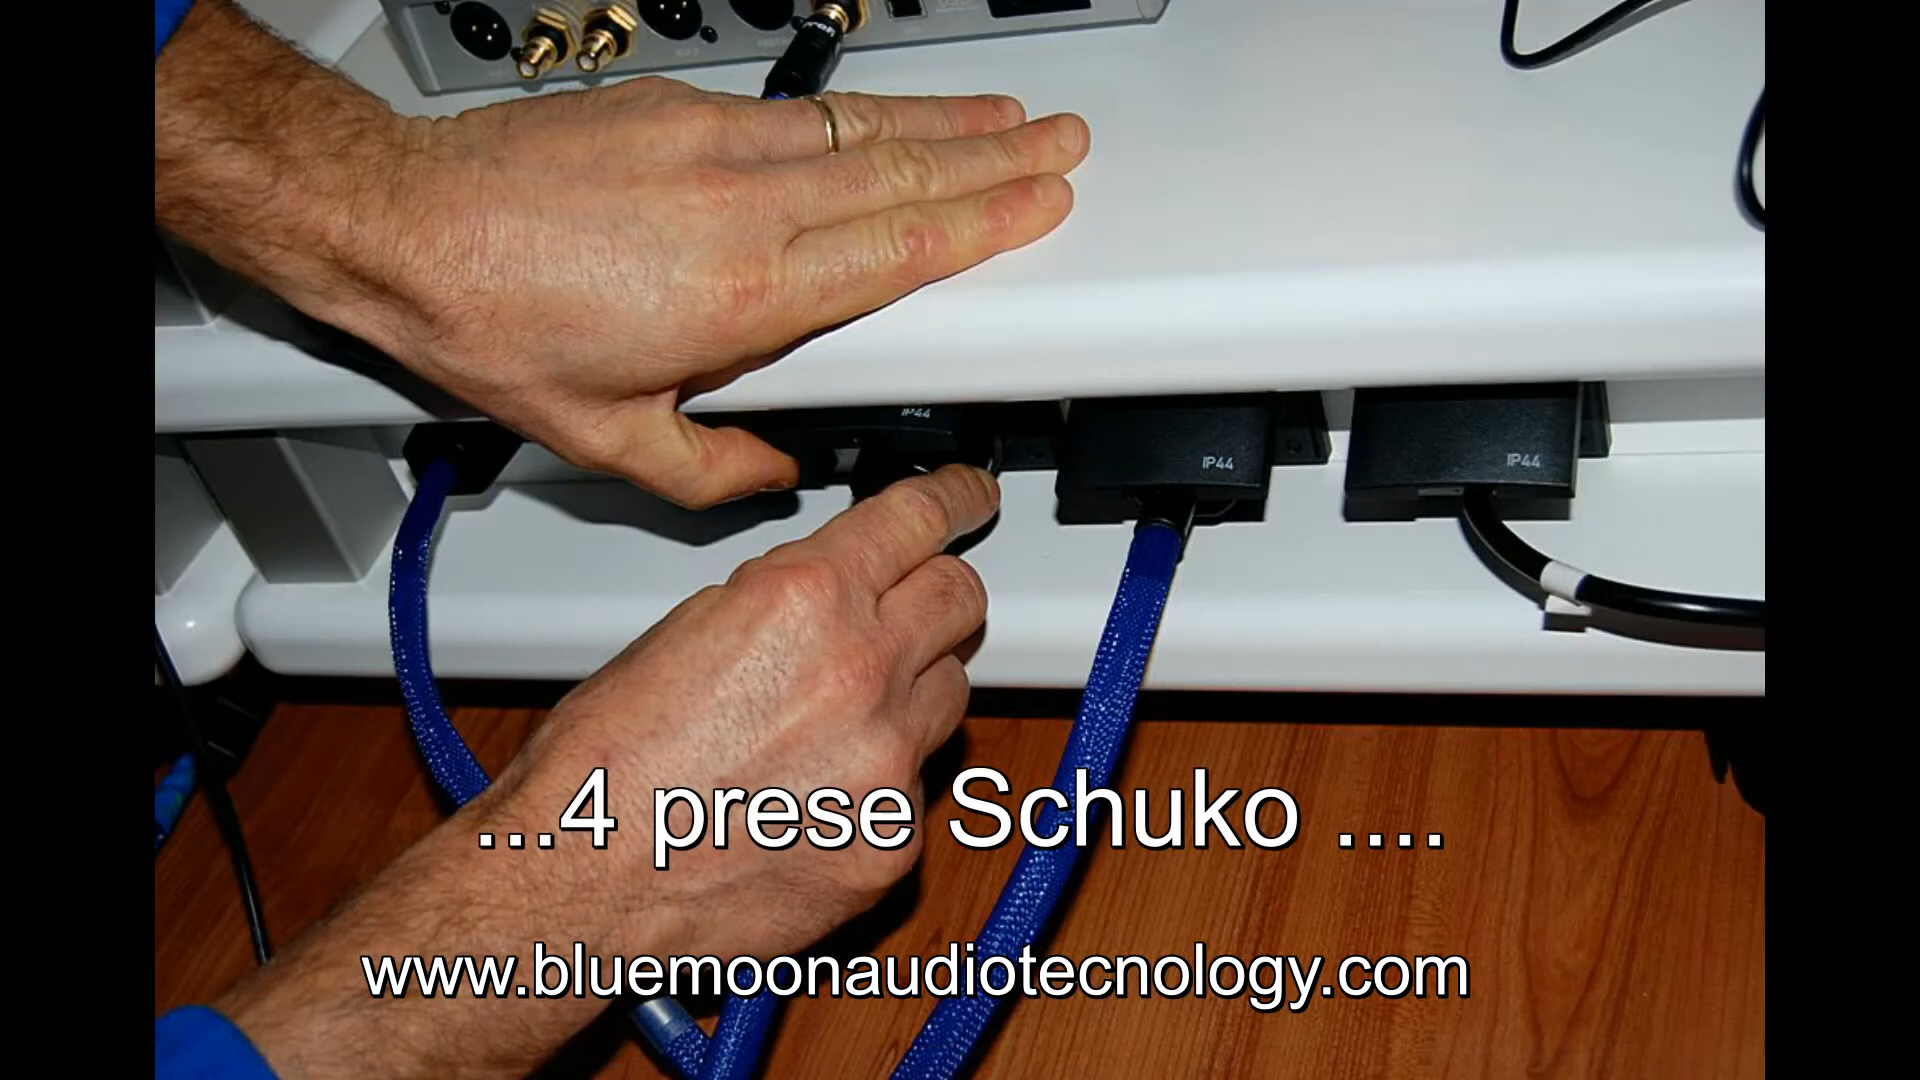 IP44
IP44
IP44
...4 prese Schuko ....
www.bluemoonaudiotecnology.com